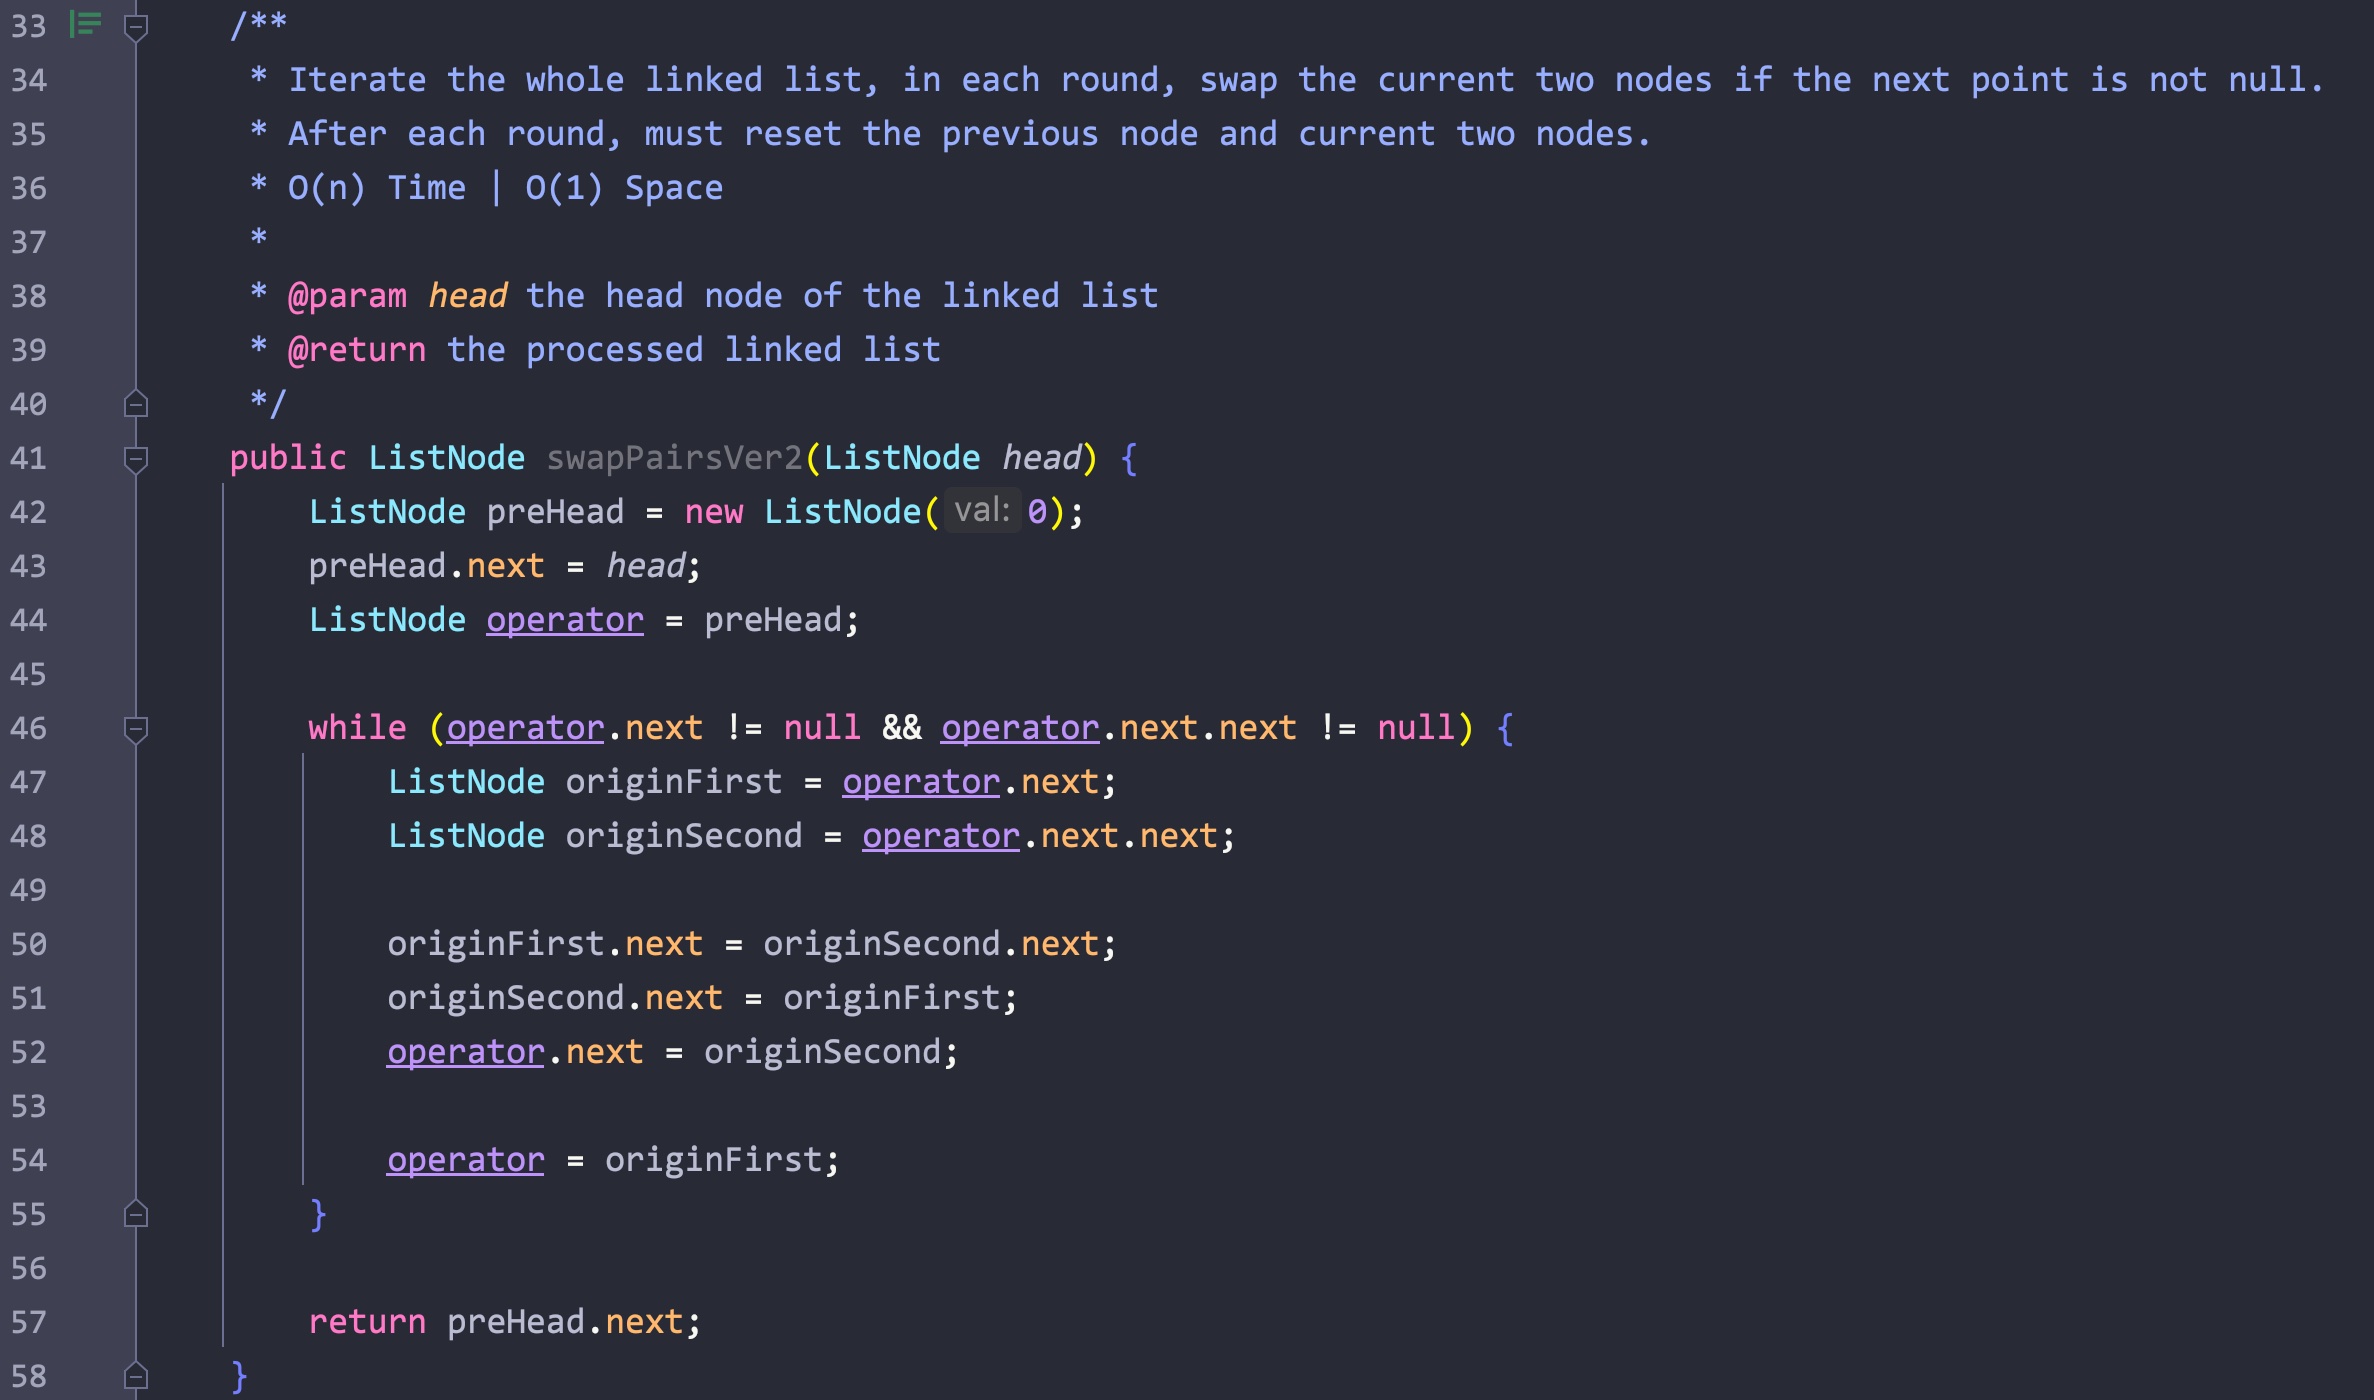 33 /**
34 * Iterate the whole linked list, in each round, swap the current two nodes if the next point is not null.
35 * After each round, must reset the previous node and current two nodes.
36 * O(n) Time | O(1) Space
37 *
38 * @param head the head node of the linked list
39 * @return the processed linked list
40 */
41 public ListNode swapPairsVer2(ListNode head) {
42 ListNode preHead = new ListNode( val: 0);
43 preHead.next = head;
44 ListNode operator = preHead;
45
46 while (operator.next != null && operator.next.next != null) {
47 ListNode originFirst = operator.next;
48 ListNode originSecond = operator.next.next;
49
50 originFirst.next = originSecond.next;
51 originSecond.next = originFirst;
52 operator.next = originSecond;
53
54 operator = originFirst;
55 }
56
57 return preHead.next;
58 }